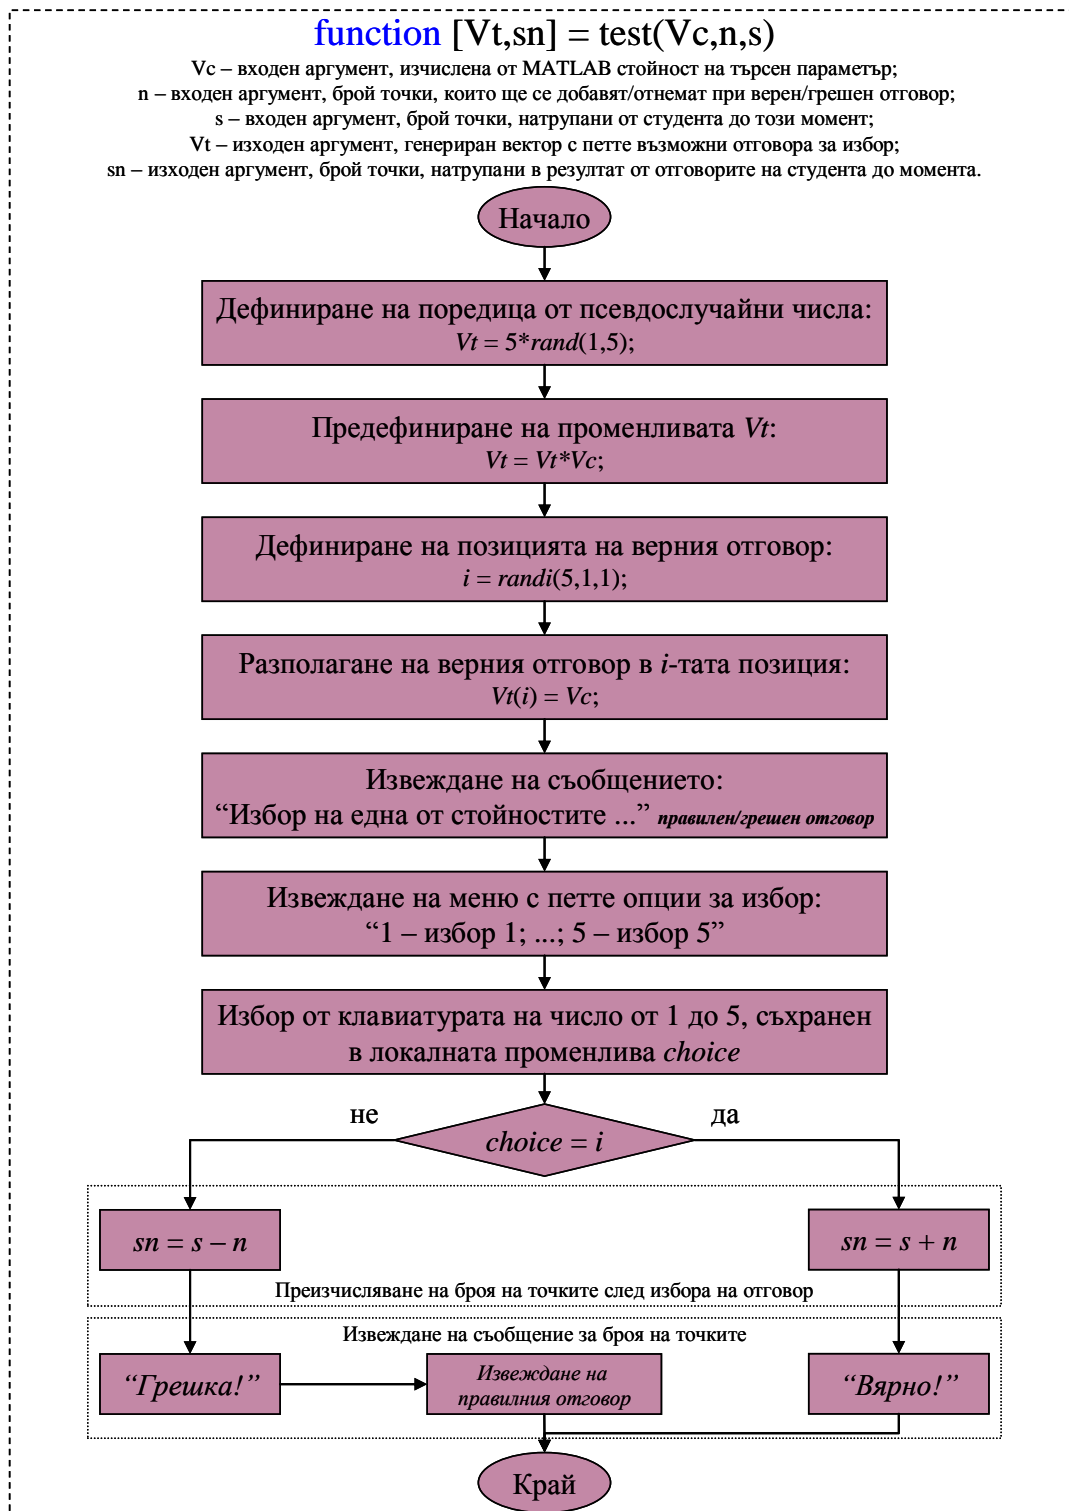 function [Vt,sn] = test(Vc,n,s)
Vc – входен аргумент, изчислена от MATLAB стойност на търсен параметър;
n – входен аргумент, брой точки, които ще се добавят/отнемат при верен/грешен отговор;
s – входен аргумент, брой точки, натрупани от студента до този момент;
Vt – изходен аргумент, генериран вектор с петте възможни отговора за избор;
sn – изходен аргумент, брой точки, натрупани в резултат от отговорите на студента до момента.
Начало
Дефиниране на поредица от псевдослучайни числа:
Vt = 5*rand(1,5);
Предефиниране на променливата Vt:
Vt = Vt*Vc;
Дефиниране на позицията на верния отговор:
i = randi(5,1,1);
Разполагане на верния отговор в i-тата позиция:
Vt(i) = Vc;
Извеждане на съобщението:
“Избор на една от стойностите ...” правилен/грешен отговор
Извеждане на меню с петте опции за избор:
“1 – избор 1; ...; 5 – избор 5”
Избор от клавиатурата на число от 1 до 5, съхранен
в локалната променлива choice
не
да
choice = i
sn = s – n
sn = s + n
Преизчисляване на броя на точките след избора на отговор
Извеждане на съобщение за броя на точките
“Грешка!”
Извеждане на
правилния отговор
“Вярно!”
Край